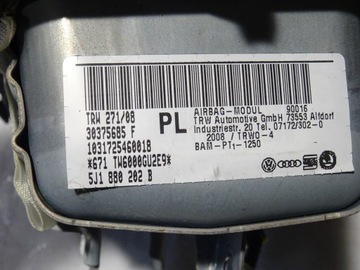 TRW 271/08
30375685 F
1031725460018
*671 TW6000GU2E9*
5J1 880 202 B
PL
AIRBAG-MODUL 90016
TRW Automotive GmbH 73553 Alfdorf
Industriestr. 20 Tel. 07172/302-0
2008 / TRWO-4
BAM-PT1-1250